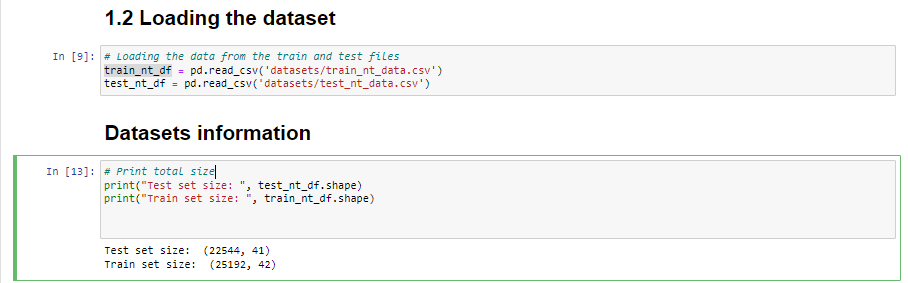 1.2 Loading the dataset
In [9]: # Loading the data from the train and test files
train_nt_df = pd.read_csv('datasets/train_nt_data.csv')
test_nt_df = pd.read_csv('datasets/test_nt_data.csv')
Datasets information
In [13]: # Print total size
print("Test set size: ", test_nt_df.shape)
print("Train set size: ", train_nt_df.shape)
Test set size:  (22544, 41)
Train set size:  (25192, 42)